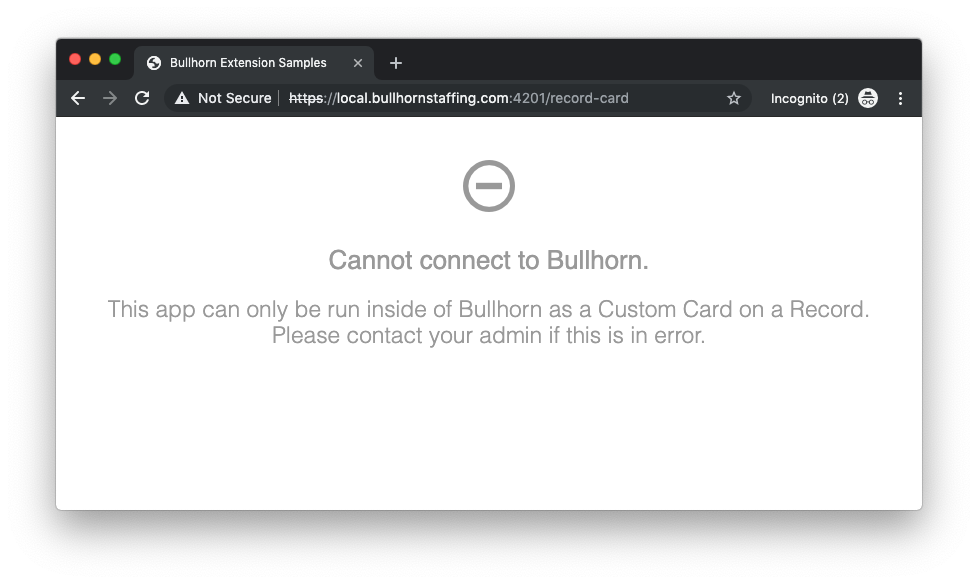 Bullhorn Extension Samples
Not Secure https://local.bullhornstaffing.com:4201/record-card Incognito (2)
Cannot connect to Bullhorn.
This app can only be run inside of Bullhorn as a Custom Card on a Record.
Please contact your admin if this is in error.